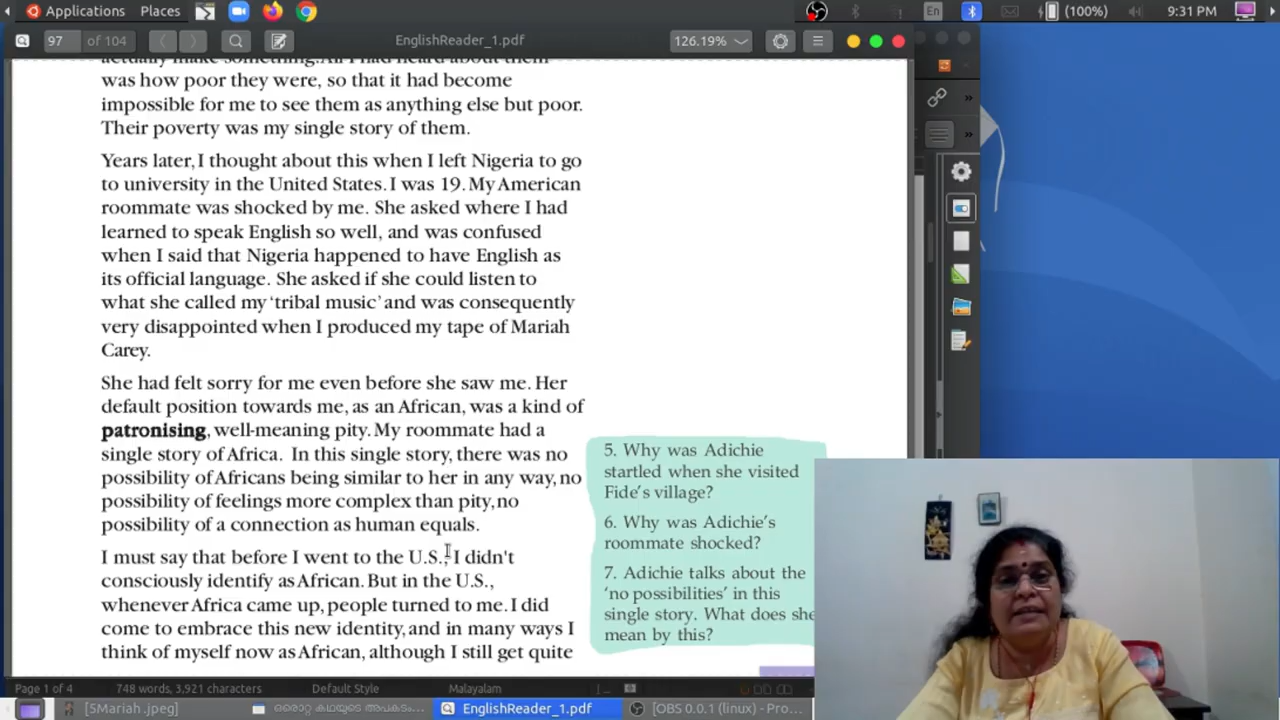 Applications Places En (100%) 9:31 PM
97 of 104 EnglishReader_1.pdf 126.19%
actually make something. All I had heard about them
was how poor they were, so that it had become
impossible for me to see them as anything else but poor.
Their poverty was my single story of them.
Years later, I thought about this when I left Nigeria to go
to university in the United States. I was 19. My American
roommate was shocked by me. She asked where I had
learned to speak English so well, and was confused
when I said that Nigeria happened to have English as
its official language. She asked if she could listen to
what she called my ‘tribal music’ and was consequently
very disappointed when I produced my tape of Mariah
Carey.
She had felt sorry for me even before she saw me. Her
default position towards me, as an African, was a kind of
patronising, well-meaning pity. My roommate had a
single story of Africa. In this single story, there was no
possibility of Africans being similar to her in any way, no
possibility of feelings more complex than pity, no
possibility of a connection as human equals.
I must say that before I went to the U.S., I didn't
consciously identify as African. But in the U.S.,
whenever Africa came up, people turned to me. I did
come to embrace this new identity, and in many ways I
think of myself now as African, although I still get quite
5. Why was Adichie
startled when she visited
Fide’s village?
6. Why was Adichie’s
roommate shocked?
7. Adichie talks about the
‘no possibilities’ in this
single story. What does she
mean by this?
Page 1 of 4 748 words, 3,921 characters Default Style Malayalam
[5Mariah .jpeg] ഒരൊറ്റ കഥയുടെ അപകടം... EnglishReader_1.pdf [OBS 0.0.1 (linux) - Pro...